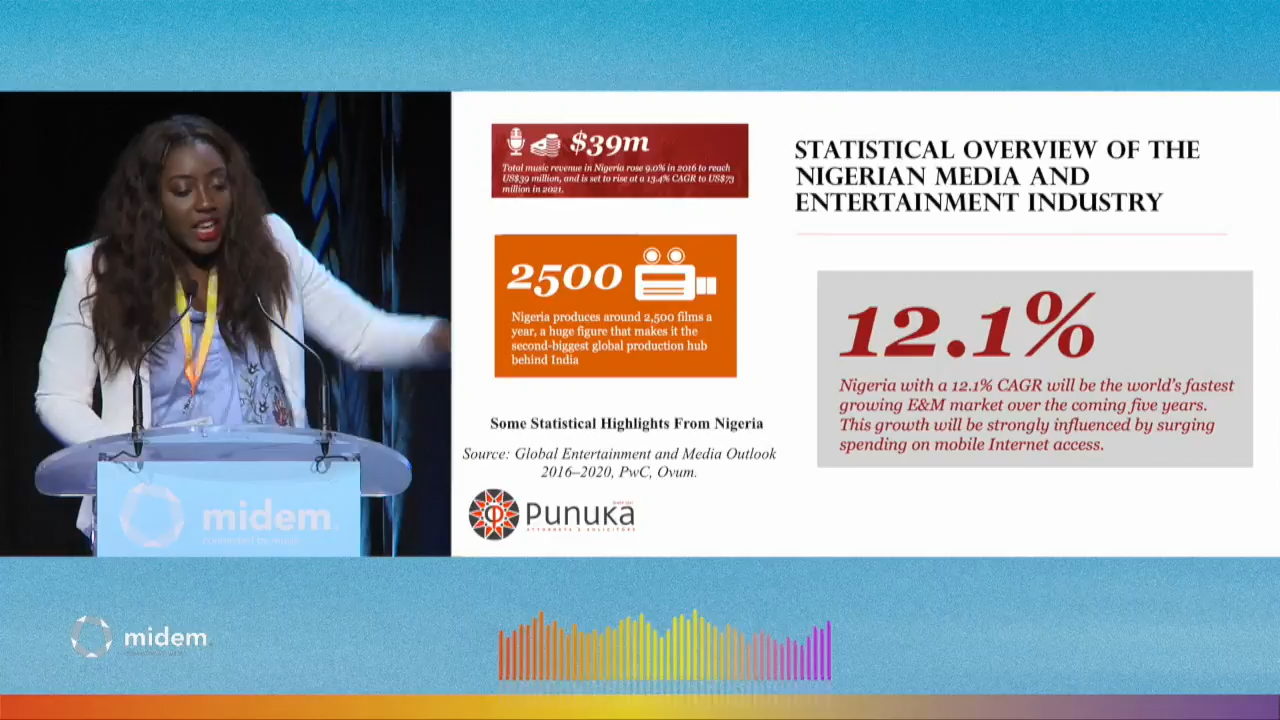 $39m
Total music revenue in Nigeria rose 9.0% in 2016 to reach
US$39 million, and is set to rise at a 13.4% CAGR to US$73
million in 2021.
2500
Nigeria produces around 2,500 films a
year, a huge figure that makes it the
second-biggest global production hub
behind India
Some Statistical Highlights From Nigeria
Source: Global Entertainment and Media Outlook
2016–2020, PwC, Ovum.
Punuka
ATTORNEYS & SOLICITORS
STATISTICAL OVERVIEW OF THE
NIGERIAN MEDIA AND
ENTERTAINMENT INDUSTRY
12.1%
Nigeria with a 12.1% CAGR will be the world's fastest
growing E&M market over the coming five years.
This growth will be strongly influenced by surging
spending on mobile Internet access.
midem
midem